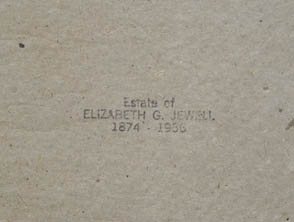 Estate of
ELIZABETH G. JEWELL
1874 - 1956